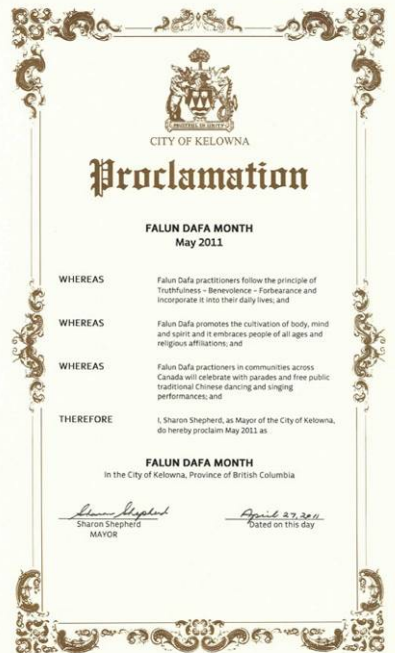 CITY OF KELOWNA
Proclamation
FALUN DAFA MONTH
May 2011
WHEREAS Falun Dafa practitioners follow the principle of
Truthfulness – Benevolence – Forbearance and
incorporate it into their daily lives; and
WHEREAS Falun Dafa promotes the cultivation of body, mind
and spirit and it embraces people of all ages and
religious affiliations; and
WHEREAS Falun Dafa practioners in communities across
Canada will celebrate with parades and free public
traditional Chinese dancing and singing
performances; and
THEREFORE I, Sharon Shepherd, as Mayor of the City of Kelowna,
do hereby proclaim May 2011 as
FALUN DAFA MONTH
In the City of Kelowna, Province of British Columbia
Sharon Shepherd April 27, 2011
Sharon Shepherd Dated on this day
MAYOR